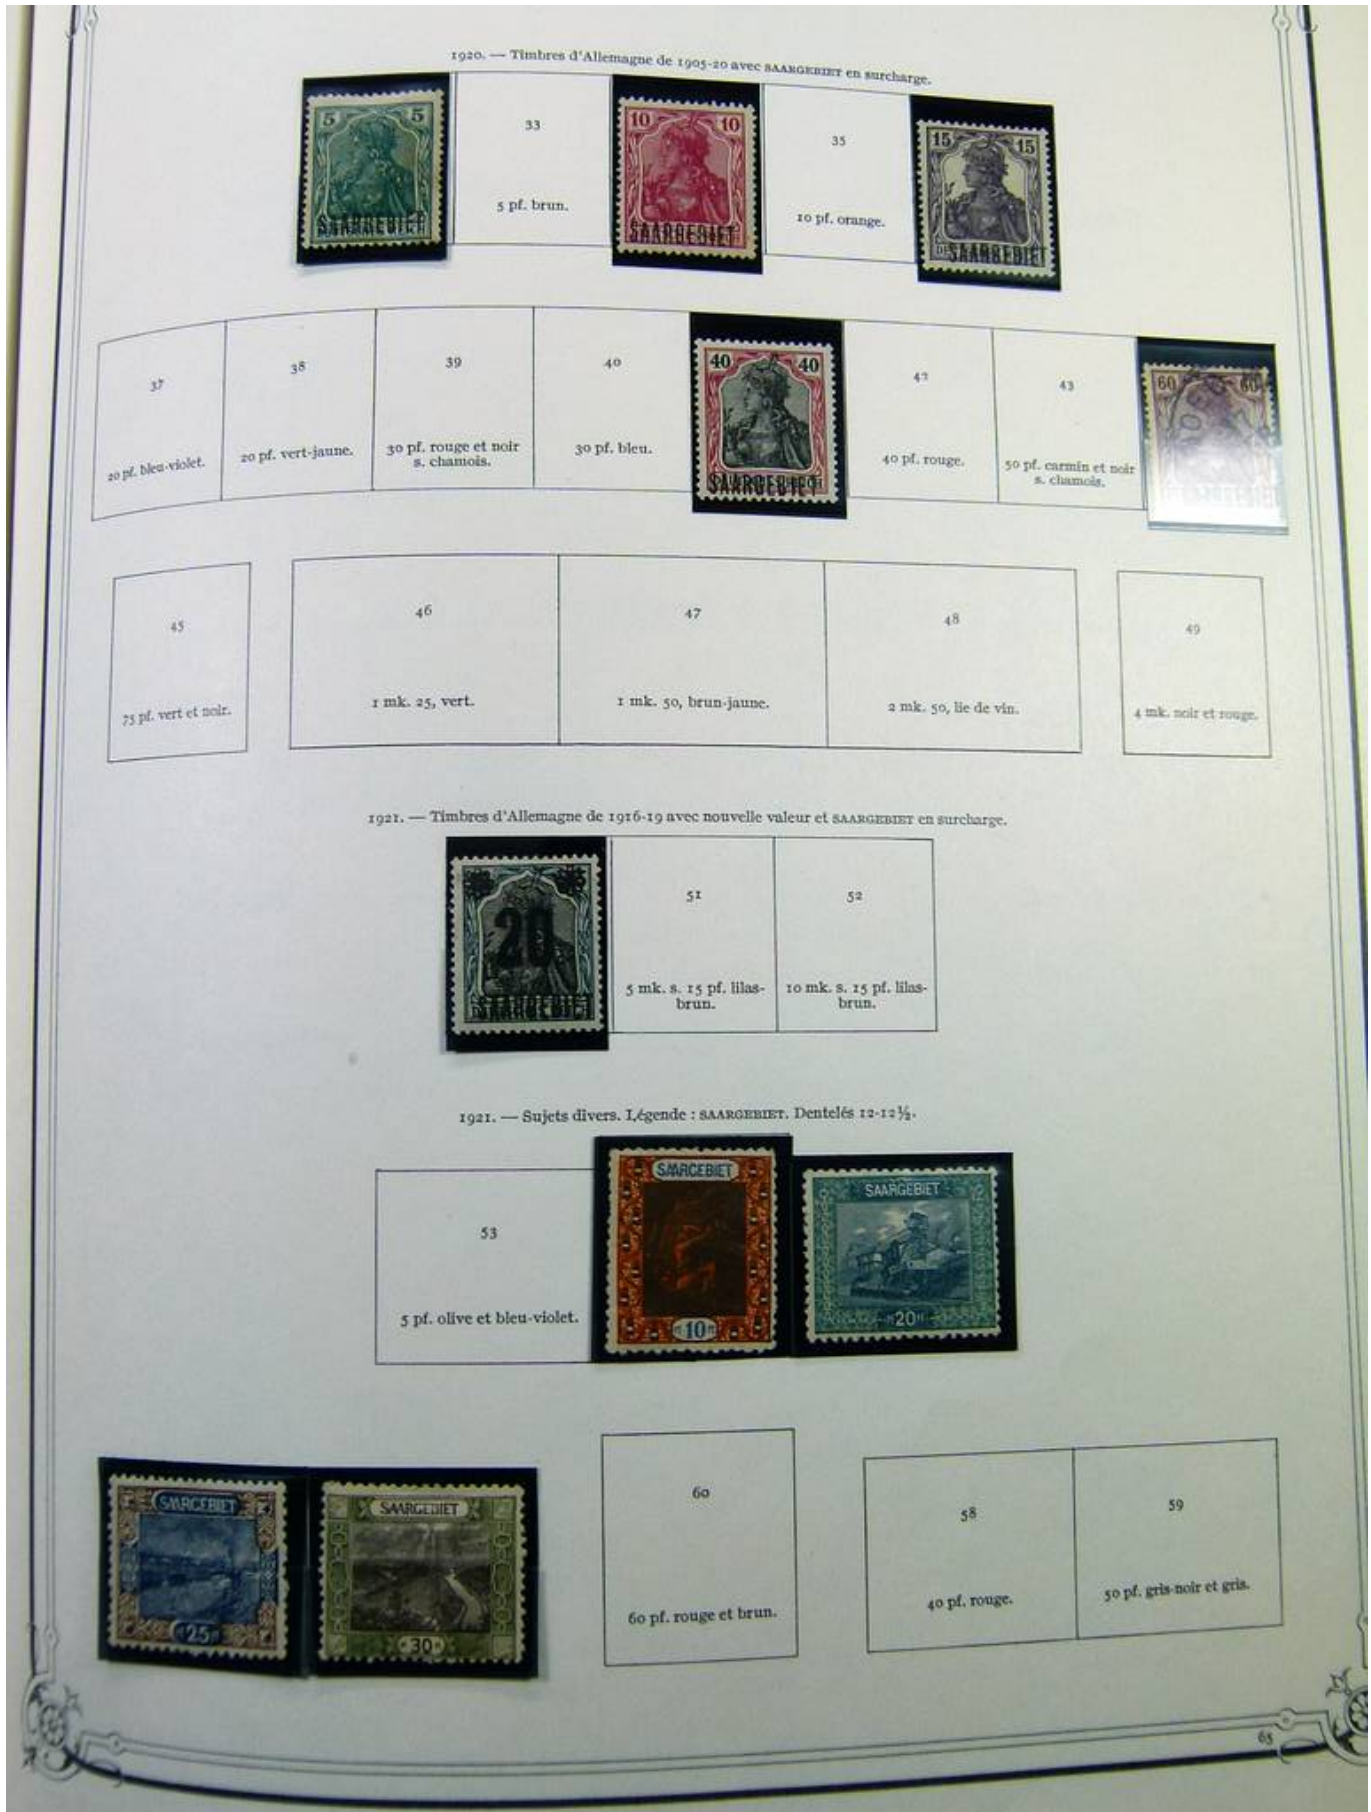 1920. — Timbres d'Allemagne de 1905-20 avec SAARGEBIET en surcharge.
5 5
SAARGEBIET
33
5 pf. brun.
10 10
SAARGEBIET
35
10 pf. orange.
15 15
SAARGEBIET
37
20 pf. bleu-violet.
38
20 pf. vert-jaune.
39
30 pf. rouge et noir
s. chamois.
40
30 pf. bleu.
40 40
SAARGEBIET
42
40 pf. rouge.
43
50 pf. carmin et noir
s. chamois.
60 60
45
75 pf. vert et noir.
46
1 mk. 25, vert.
47
1 mk. 50, brun-jaune.
48
2 mk. 50, lie de vin.
49
4 mk. noir et rouge.
1921. — Timbres d'Allemagne de 1916-19 avec nouvelle valeur et SAARGEBIET en surcharge.
20
SAARGEBIET
51
5 mk. s. 15 pf. lilas-
brun.
52
10 mk. s. 15 pf. lilas-
brun.
1921. — Sujets divers. Légende : SAARGEBIET. Dentelés 12-12½.
53
5 pf. olive et bleu-violet.
SAARGEBIET
10
SAARGEBIET
20
SAARGEBIET
25
SAARGEBIET
30
60
60 pf. rouge et brun.
58
40 pf. rouge.
59
50 pf. gris-noir et gris.
65